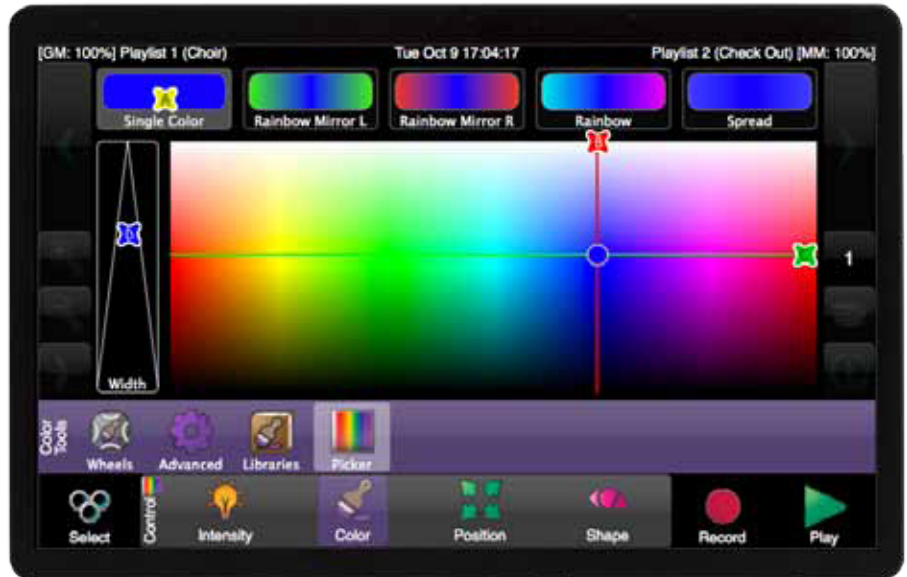 [GM: 100%] Playlist 1 (Choir) Tue Oct 9 17:04:17 Playlist 2 (Check Out) [MM: 100%]
A
Single Color Rainbow Mirror L Rainbow Mirror R Rainbow Spread
B
1
Width
Color
Tools
Wheels Advanced Libraries Picker
Select Control Intensity Color Position Shape Record Play